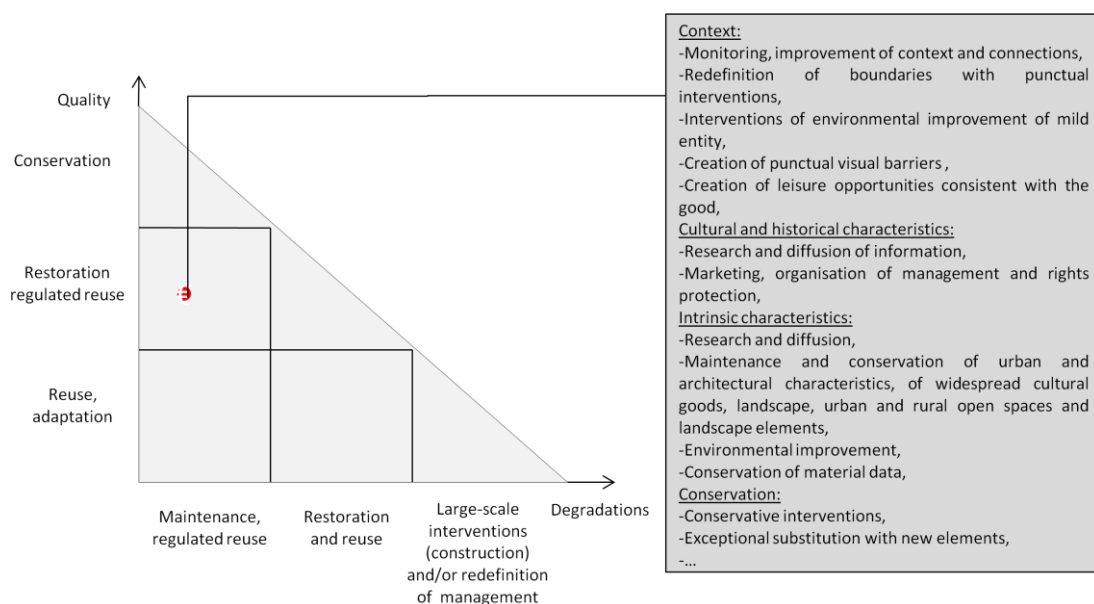 Quality
Conservation
Restoration
regulated reuse
Reuse,
adaptation
Maintenance,
regulated reuse
Restoration
and reuse
Large-scale
interventions
(construction)
and/or redefinition
of management
Degradations
Context:
-Monitoring, improvement of context and connections,
-Redefinition of boundaries with punctual
interventions,
-Interventions of environmental improvement of mild
entity,
-Creation of punctual visual barriers ,
-Creation of leisure opportunities consistent with the
good,
Cultural and historical characteristics:
-Research and diffusion of information,
-Marketing, organisation of management and rights
protection,
Intrinsic characteristics:
-Research and diffusion,
-Maintenance and conservation of urban and
architectural characteristics, of widespread cultural
goods, landscape, urban and rural open spaces and
landscape elements,
-Environmental improvement,
-Conservation of material data,
Conservation:
-Conservative interventions,
-Exceptional substitution with new elements,
-...